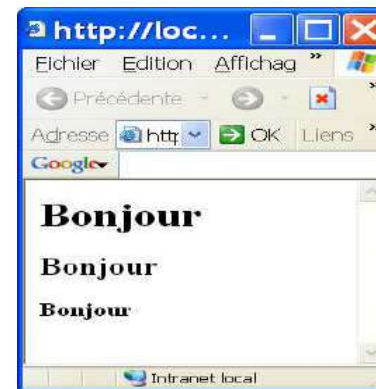 http://loc...
Fichier Edition Affichag »
Précédente
Adresse http OK Liens »
Google
Bonjour
Bonjour
Bonjour
Intranet local